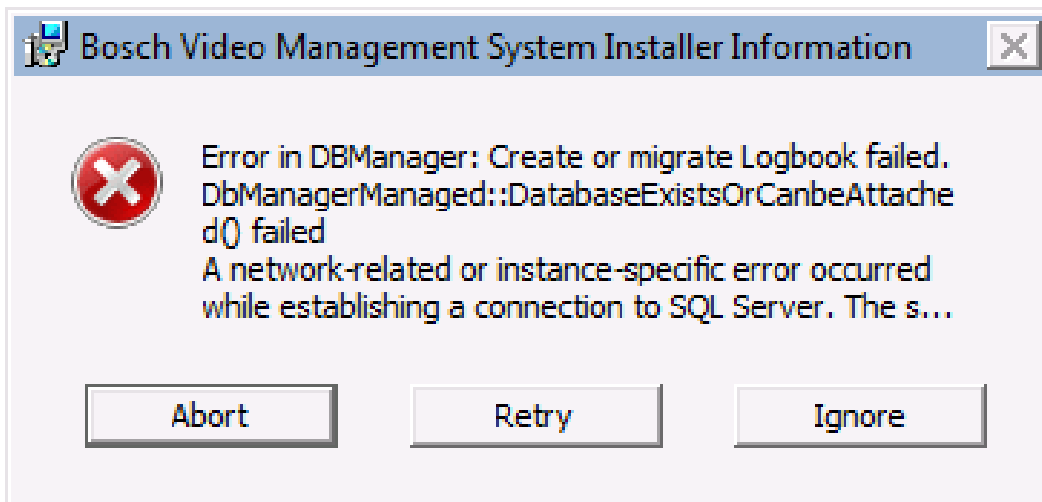 Bosch Video Management System Installer Information
Error in DBManager: Create or migrate Logbook failed.
DbManagerManaged::DatabaseExistsOrCanbeAttache
d() failed
A network-related or instance-specific error occurred
while establishing a connection to SQL Server. The s...
Abort Retry Ignore